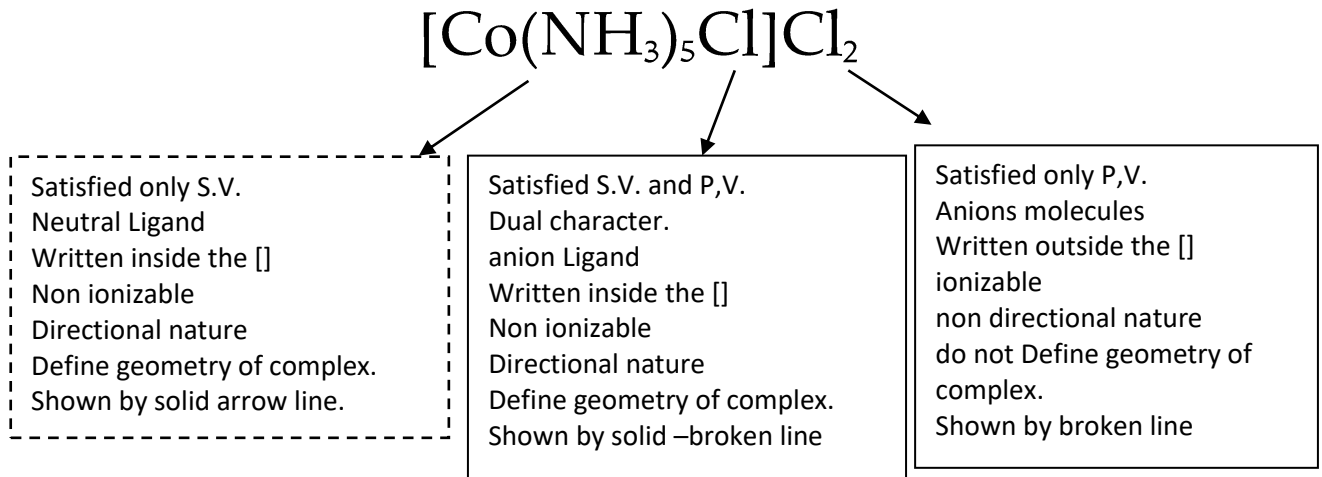 [Co(NH₃)₅Cl]Cl₂
Satisfied only S.V.
Neutral Ligand
Written inside the []
Non ionizable
Directional nature
Define geometry of complex.
Shown by solid arrow line.
Satisfied S.V. and P,V.
Dual character.
anion Ligand
Written inside the []
Non ionizable
Directional nature
Define geometry of complex.
Shown by solid –broken line
Satisfied only P,V.
Anions molecules
Written outside the []
ionizable
non directional nature
do not Define geometry of
complex.
Shown by broken line